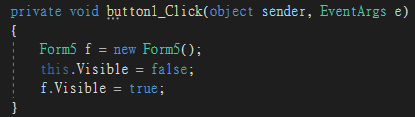 private void button1_Click(object sender, EventArgs e)
{
Form5 f = new Form5();
this.Visible = false;
f.Visible = true;
}